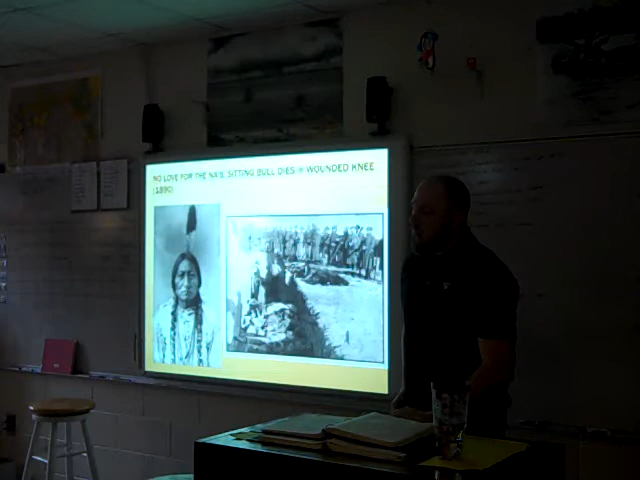 NO LOVE FOR THE NA'S: SITTING BULL DIES @ WOUNDED KNEE
(1890)